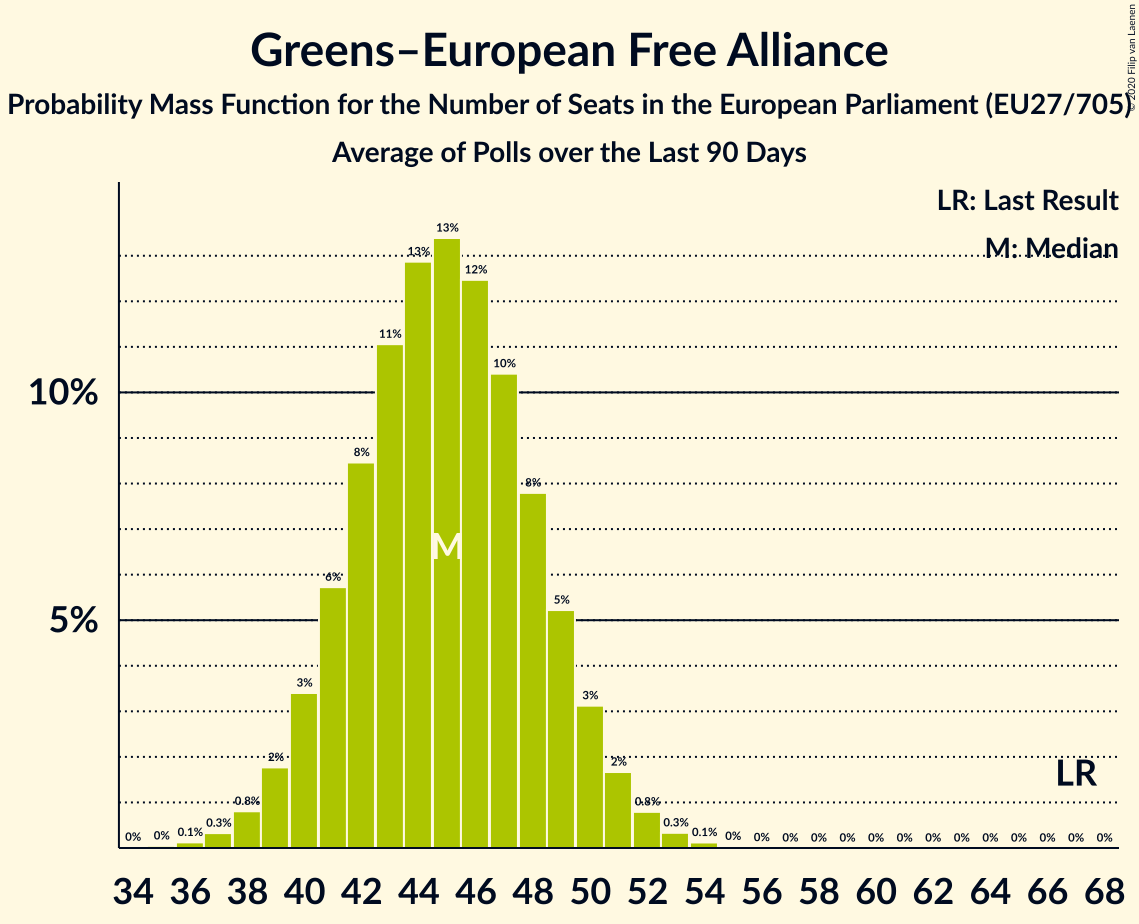 Greens–European Free Alliance
© 2020 Filip van Laenen
Probability Mass Function for the Number of Seats in the European Parliament (EU27/705)
Average of Polls over the Last 90 Days
LR: Last Result
M: Median
10%
5%
0% 0% 0.1% 0.3% 0.8% 2% 3% 6% 8% 11% 13% 13% 12% 10% 8% 5% 3% 2% 0.8% 0.3% 0.1% 0% 0% 0% 0% 0% 0% 0% 0% 0% 0% 0% 0% 0% 0%
M
LR
34 36 38 40 42 44 46 48 50 52 54 56 58 60 62 64 66 68